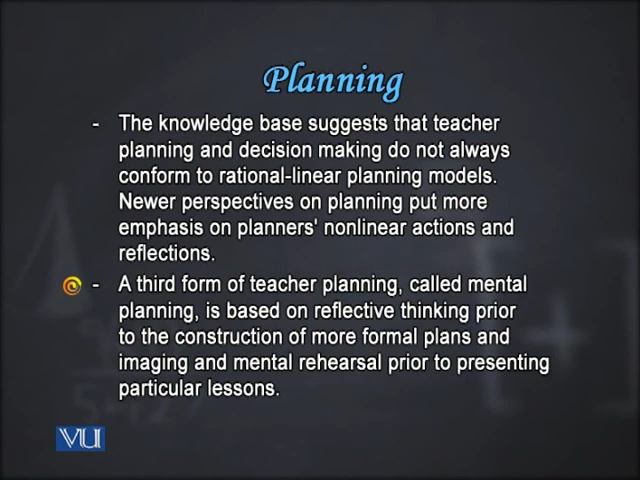 Planning
- The knowledge base suggests that teacher
planning and decision making do not always
conform to rational-linear planning models.
Newer perspectives on planning put more
emphasis on planners' nonlinear actions and
reflections.
- A third form of teacher planning, called mental
planning, is based on reflective thinking prior
to the construction of more formal plans and
imaging and mental rehearsal prior to presenting
particular lessons.
VU